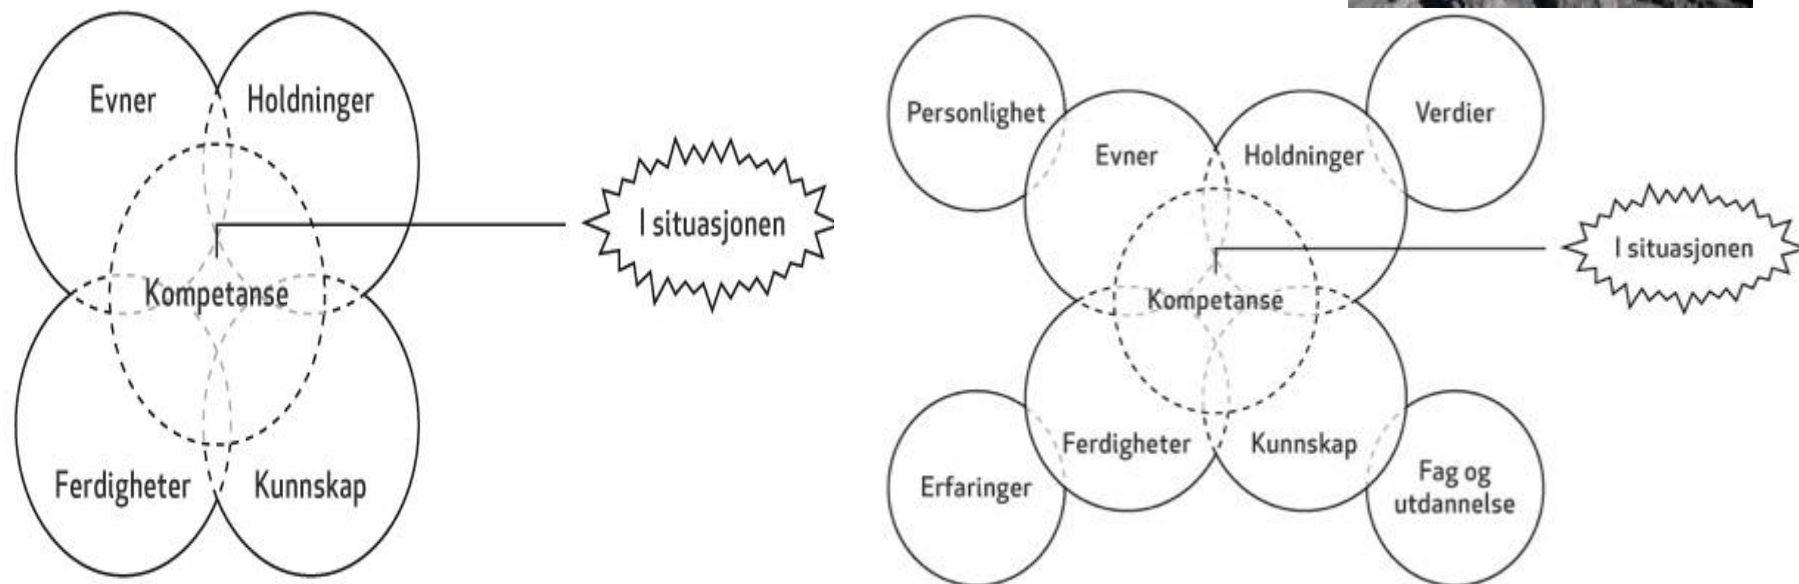 Evner
Holdninger
I situasjonen
Kompetanse
Ferdigheter
Kunnskap
Personlighet
Verdier
Evner
Holdninger
I situasjonen
Kompetanse
Ferdigheter
Kunnskap
Erfaringer
Fag og
utdannelse